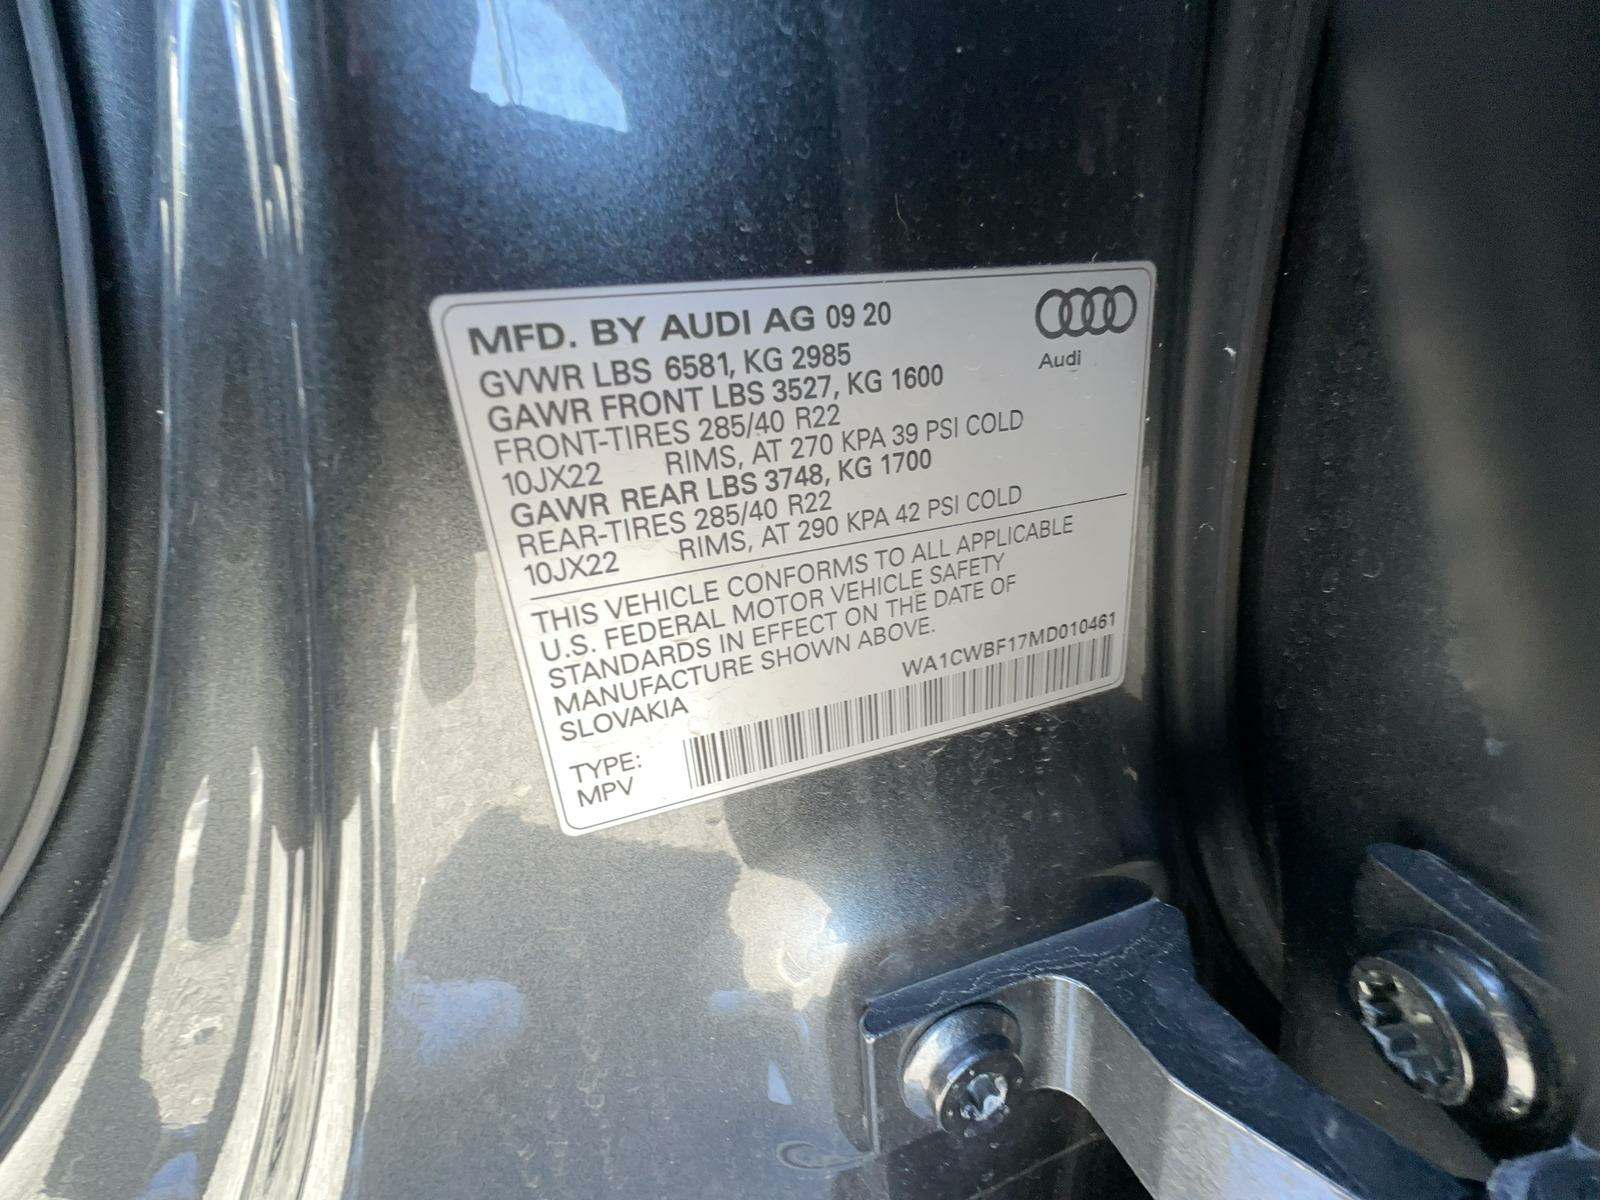 MFD. BY AUDI AG 09 20
Audi
GVWR LBS 6581, KG 2985
GAWR FRONT LBS 3527, KG 1600
FRONT-TIRES 285/40 R22
10JX22 RIMS, AT 270 KPA 39 PSI COLD
GAWR REAR LBS 3748, KG 1700
REAR-TIRES 285/40 R22
10JX22 RIMS, AT 290 KPA 42 PSI COLD
THIS VEHICLE CONFORMS TO ALL APPLICABLE
U.S. FEDERAL MOTOR VEHICLE SAFETY
STANDARDS IN EFFECT ON THE DATE OF
MANUFACTURE SHOWN ABOVE.
SLOVAKIA
WA1CWBF17MD010461
TYPE:
MPV